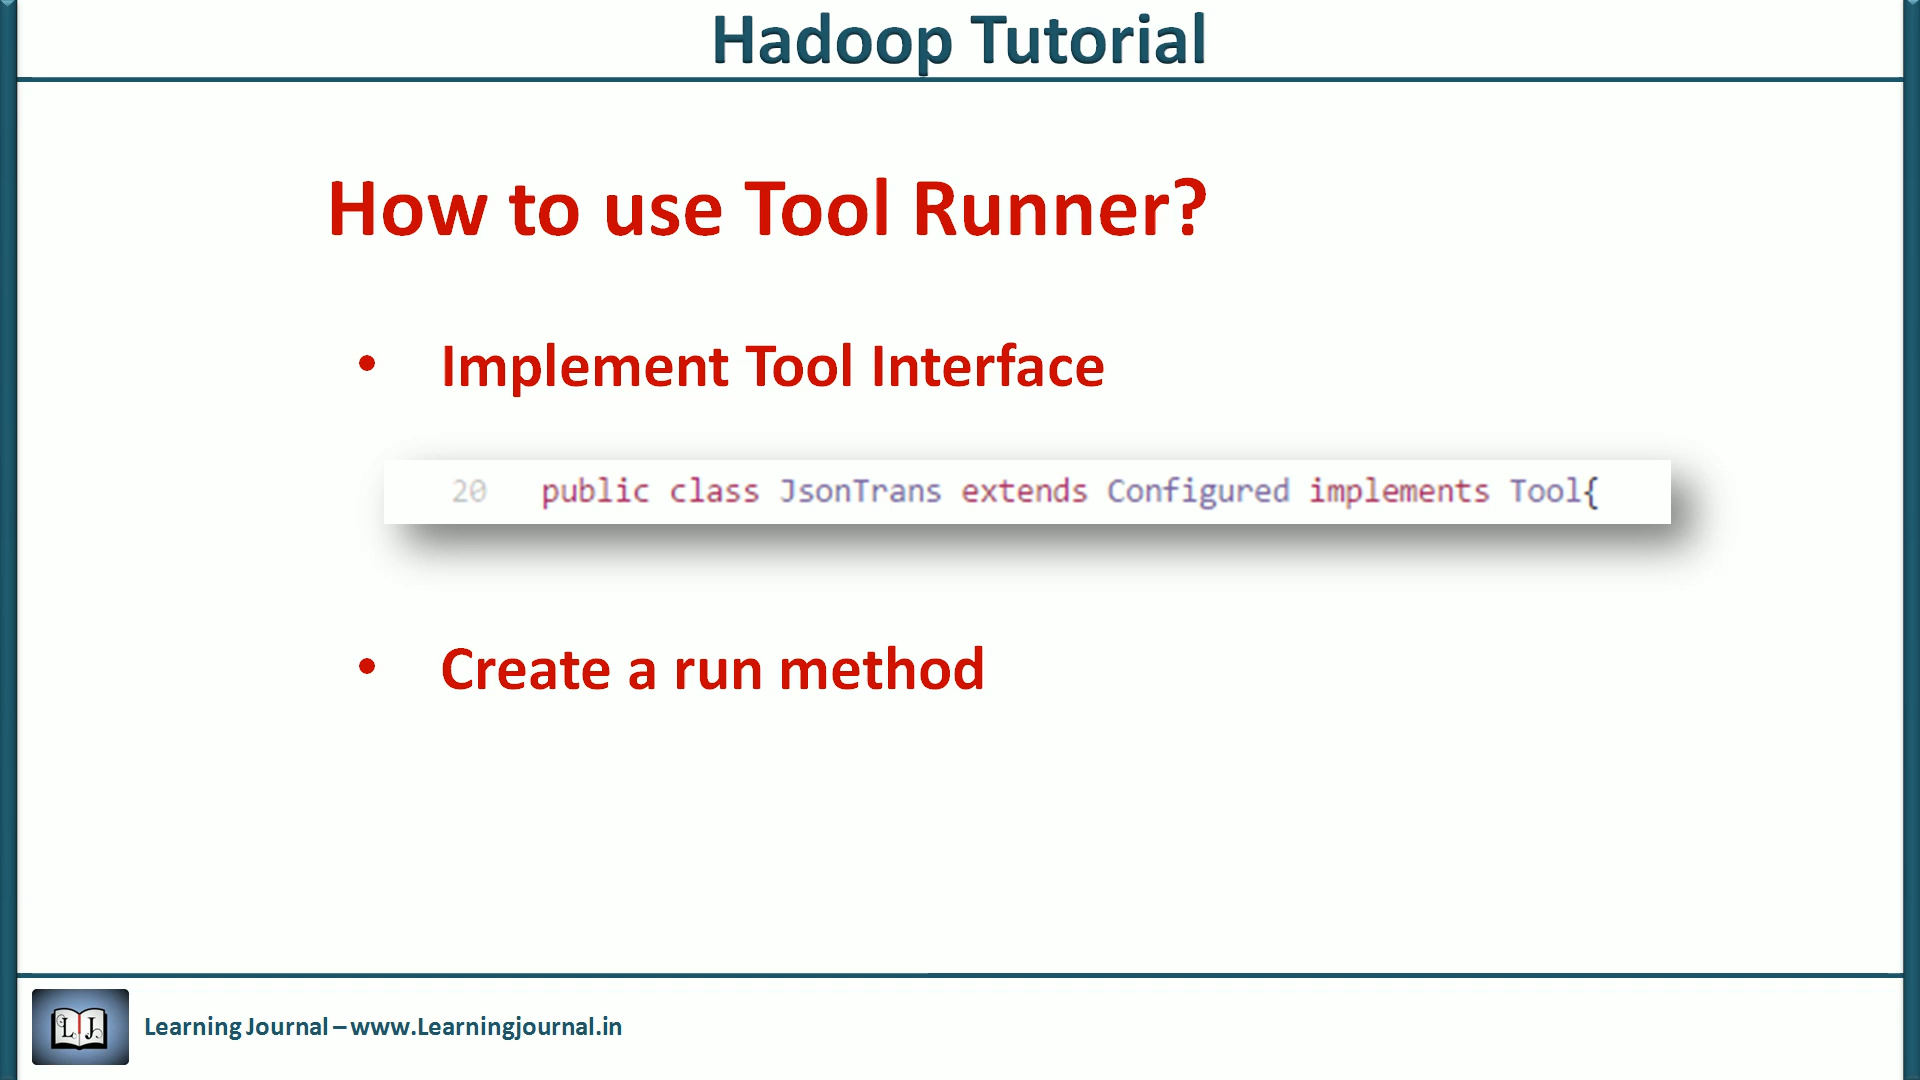 Hadoop Tutorial
How to use Tool Runner?
• Implement Tool Interface
20 public class JsonTrans extends Configured implements Tool{
• Create a run method
L J
Learning Journal – www.Learningjournal.in